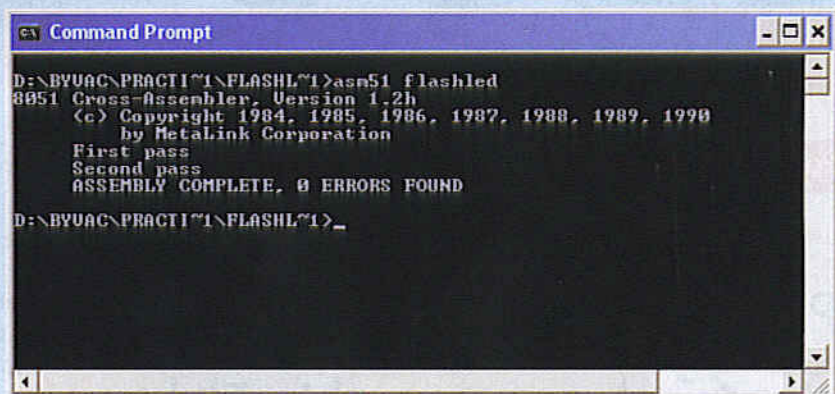 Command Prompt
D:\BYVAC\PRACTI~1\FLASHL~1>asm51 flashled
8051 Cross-Assembler, Version 1.2h
(c) Copyright 1984, 1985, 1986, 1987, 1988, 1989, 1990
by MetaLink Corporation
First pass
Second pass
ASSEMBLY COMPLETE, 0 ERRORS FOUND
D:\BYVAC\PRACTI~1\FLASHL~1>_